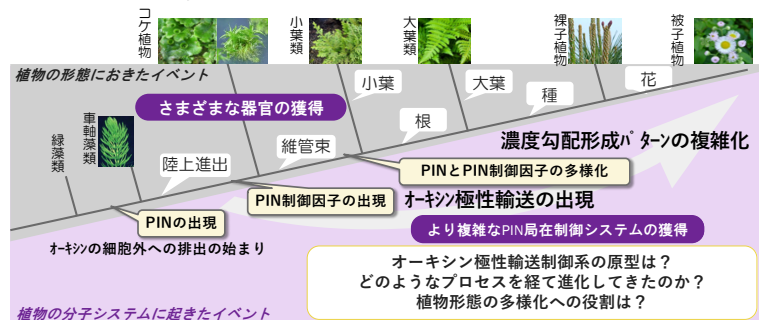 コケ植物
小葉類
大葉類
裸子植物
被子植物
植物の形態におきたイベント
小葉
大葉
種
花
さまざまな器官の獲得
車軸藻類
緑藻類
陸上進出
維管束
根
濃度勾配形成パターンの複雑化
PINとPIN制御因子の多様化
PIN制御因子の出現
オーキシン極性輸送の出現
PINの出現
より複雑なPIN局在制御システムの獲得
オーキシンの細胞外への排出の始まり
オーキシン極性輸送制御系の原型は？
どのようなプロセスを経て進化してきたのか？
植物形態の多様化への役割は？
植物の分子システムに起きたイベント